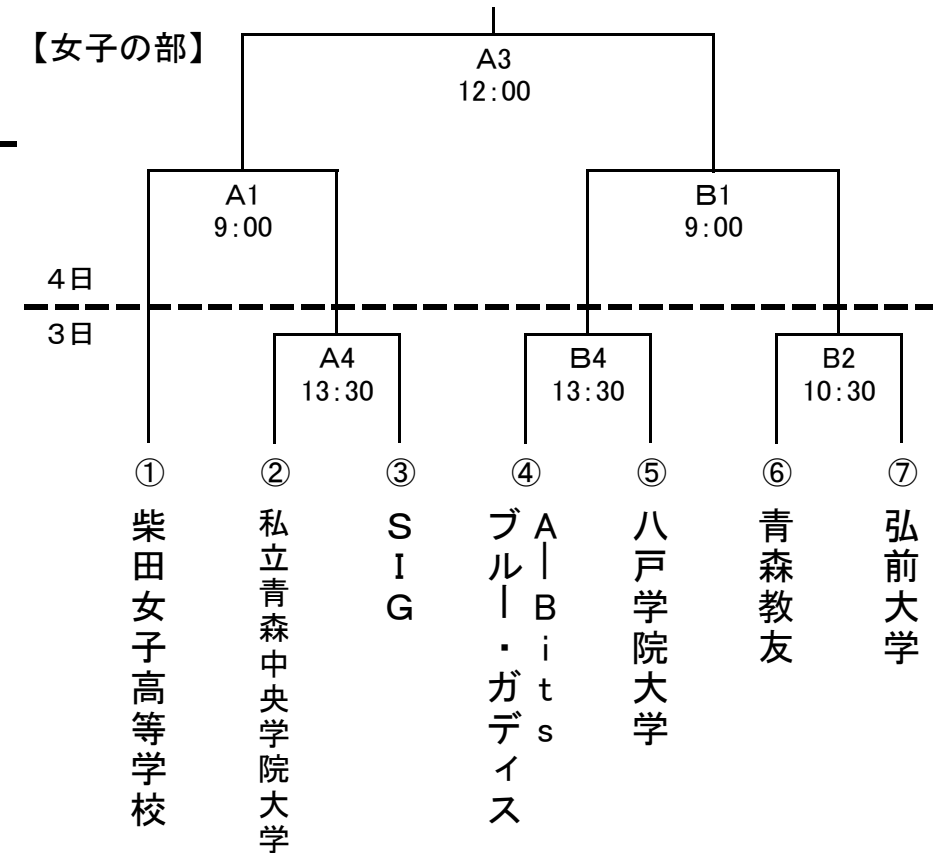 【女子の部】
A3
12:00
A1
9:00
B1
9:00
4日
3日
A4
13:30
B4
13:30
B2
10:30
①
②
③
④
⑤
⑥
⑦
柴田女子高等学校
私立青森中央学院大学
SIG
A－Bits
ブルー・ガディス
八戸学院大学
青森教友
弘前大学